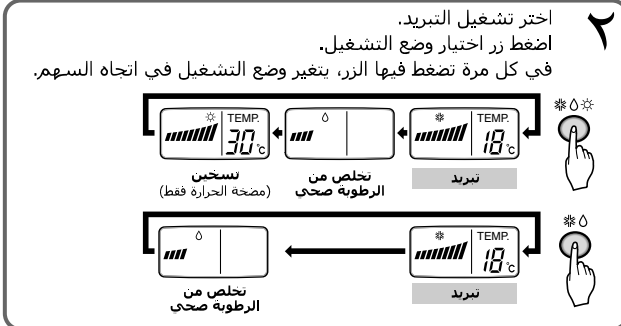 ٢
اختر تشغيل التبريد.
اضغط زر اختيار وضع التشغيل.
في كل مرة تضغط فيها الزر، يتغير وضع التشغيل في اتجاه السهم.
TEMP. 18°c
TEMP. 30°c
تبريد
تخلص من
الرطوبة صحي
تسخين
(مضخة الحرارة فقط)
TEMP. 18°c
تبريد
تخلص من
الرطوبة صحي